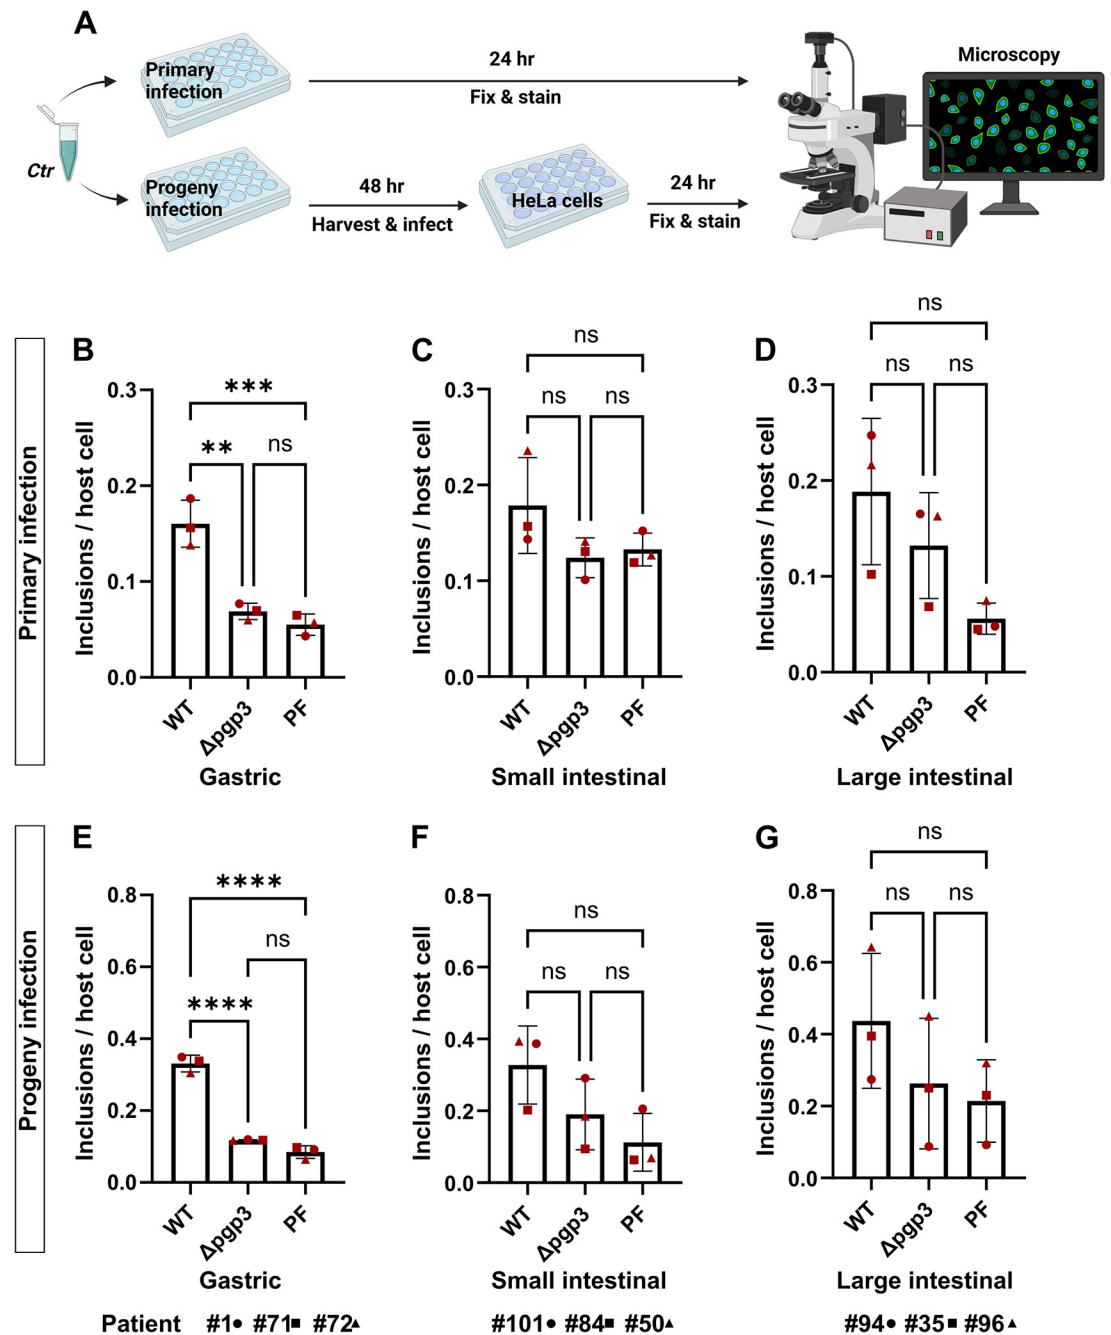 A
Primary
infection
24 hr
Fix & stain
Microscopy
Ctr
Progeny
infection
48 hr
Harvest & infect
HeLa cells
24 hr
Fix & stain
Primary infection
B
Inclusions / host cell
0.3
0.2
0.1
0.0
***
**
ns
WT
Δpgp3
PF
Gastric
C
Inclusions / host cell
0.3
0.2
0.1
0.0
ns
ns
ns
WT
Δpgp3
PF
Small intestinal
D
Inclusions / host cell
0.3
0.2
0.1
0.0
ns
ns
ns
WT
Δpgp3
PF
Large intestinal
Progeny infection
E
Inclusions / host cell
0.8
0.6
0.4
0.2
0.0
****
ns
****
WT
Δpgp3
PF
Gastric
F
Inclusions / host cell
0.8
0.6
0.4
0.2
0.0
ns
ns
ns
WT
Δpgp3
PF
Small intestinal
G
Inclusions / host cell
0.8
0.6
0.4
0.2
0.0
ns
ns
ns
WT
Δpgp3
PF
Large intestinal
Patient #1● #71■ #72▲ #101● #84■ #50▲ #94● #35■ #96▲